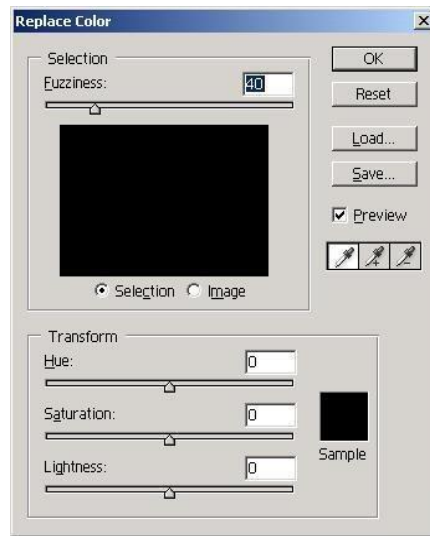 Replace Color
Selection
Fuzziness: 40
Selection Image
OK
Reset
Load...
Save...
Preview
Transform
Hue: 0
Saturation: 0
Lightness: 0
Sample